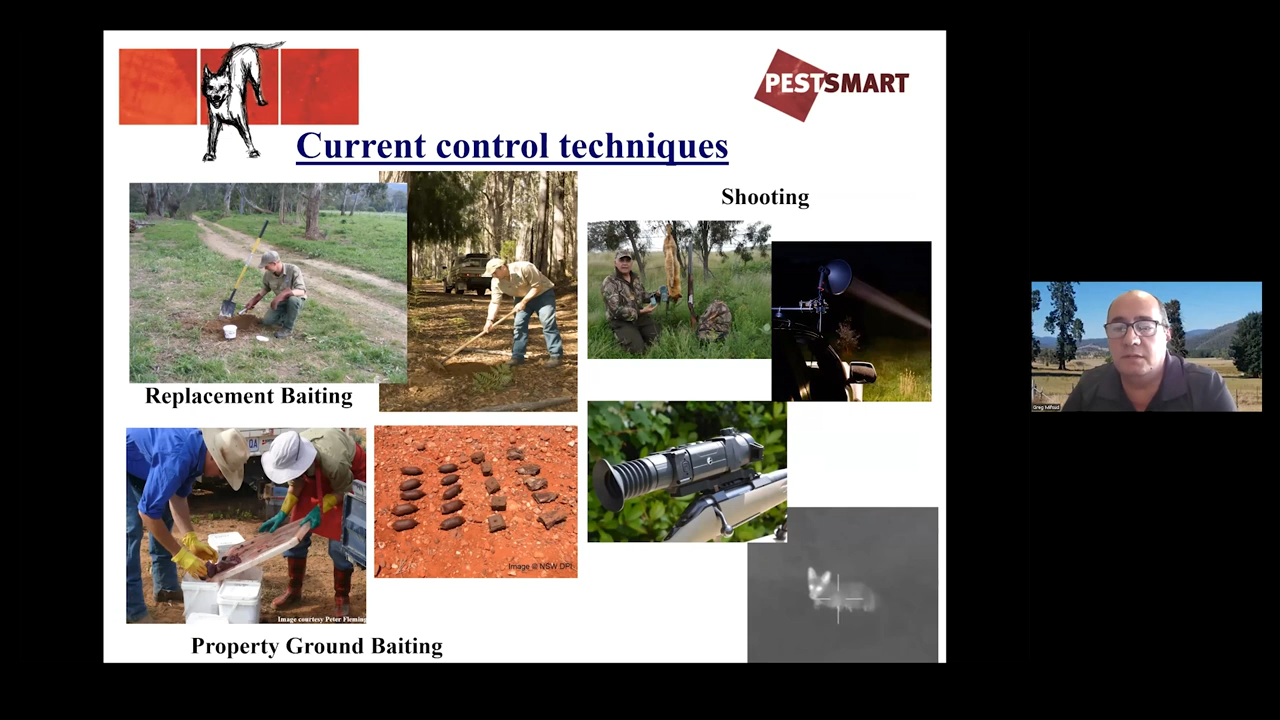 PESTSMART
Current control techniques
Shooting
Replacement Baiting
Image @ NSW DPI
Image courtesy Peter Fleming
Property Ground Baiting